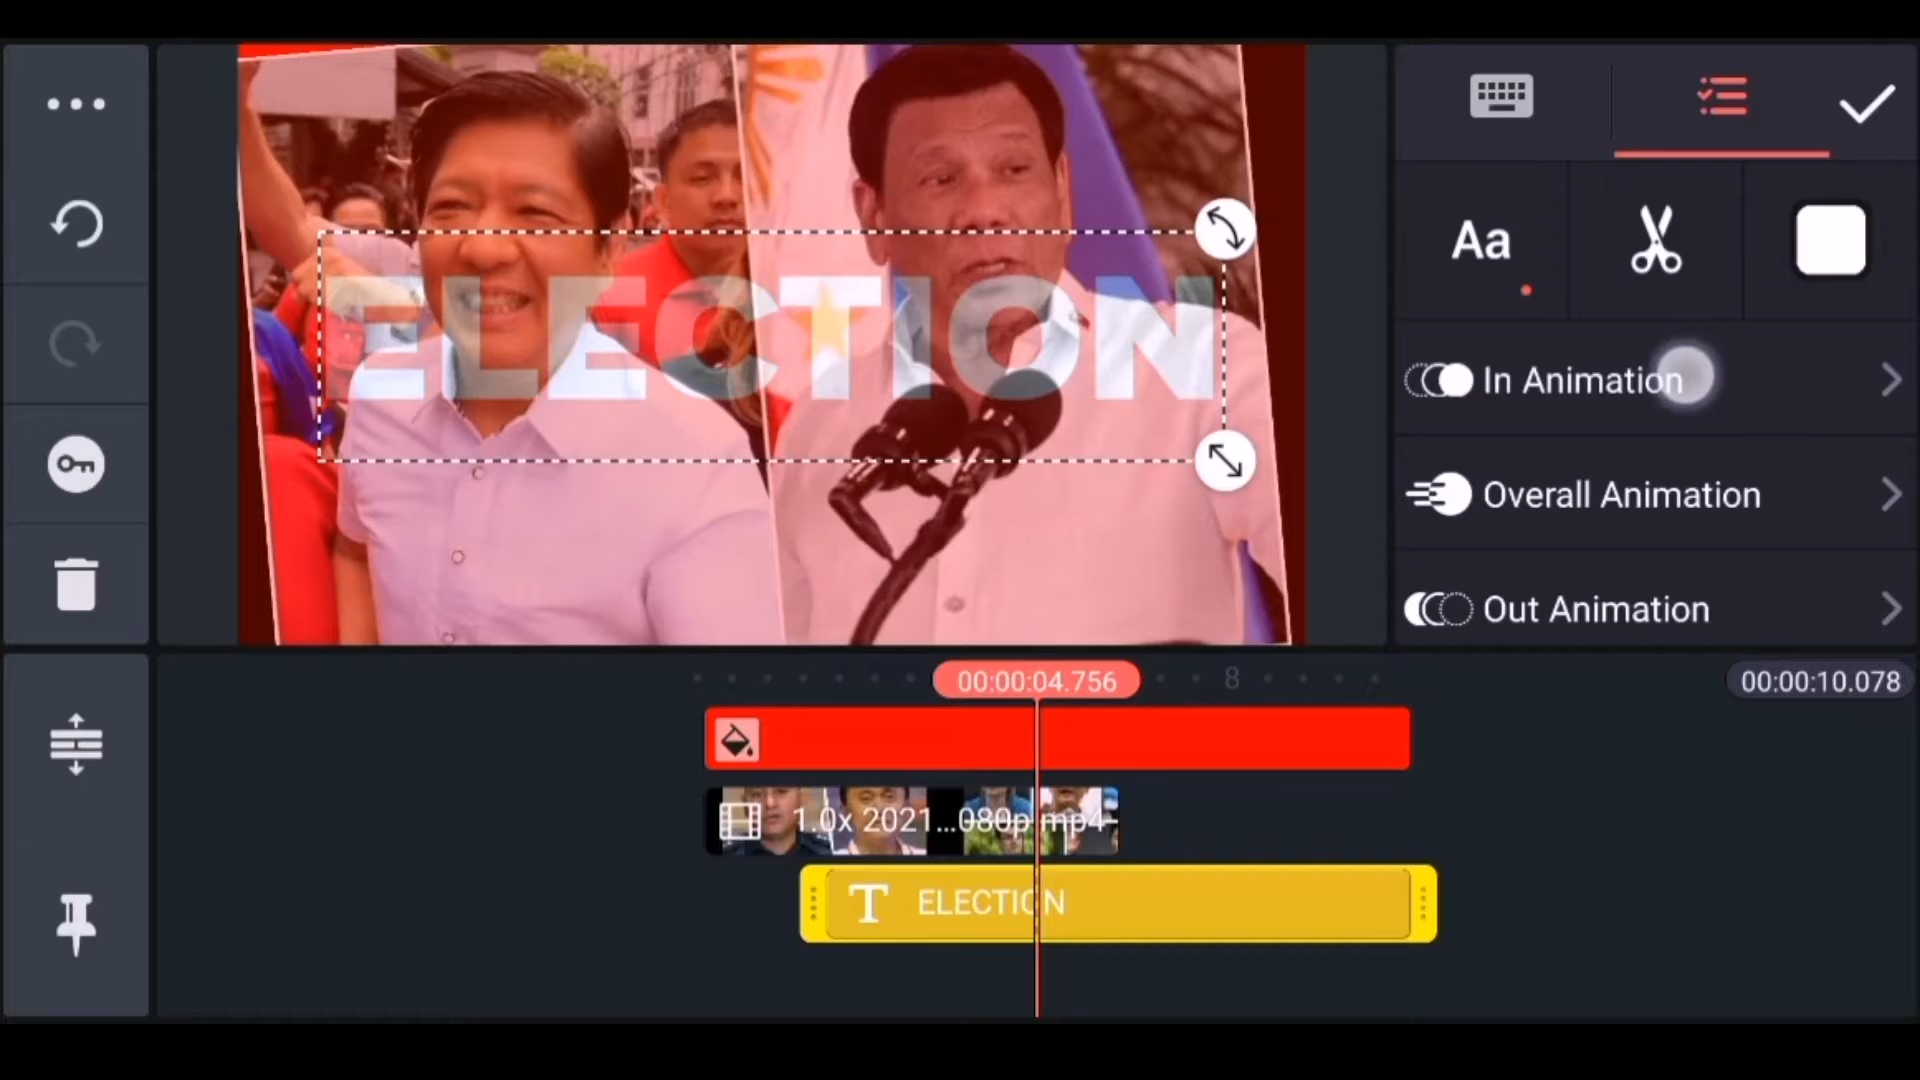 ELECTION
Aa
In Animation
Overall Animation
Out Animation
00:00:04.756
8
00:00:10.078
1.0x 2021...080p mp4
T ELECTION